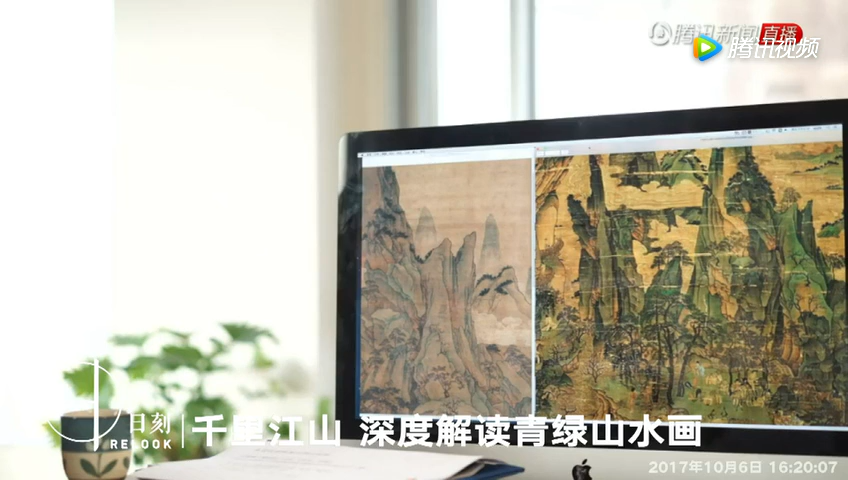 腾讯新闻 直播
腾讯视频
日刻
RELOOK
千里江山 深度解读青绿山水画
2017年10月6日 16:20:07